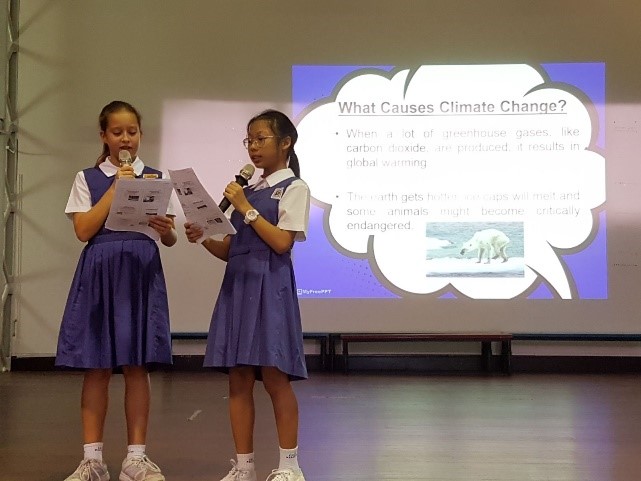 What Causes Climate Change?
• When a lot of greenhouse gases, like
carbon dioxide, are produced, it results in
global warming.
• The earth gets hotter, ice caps will melt and
some animals might become critically
endangered.
MyFreePPT